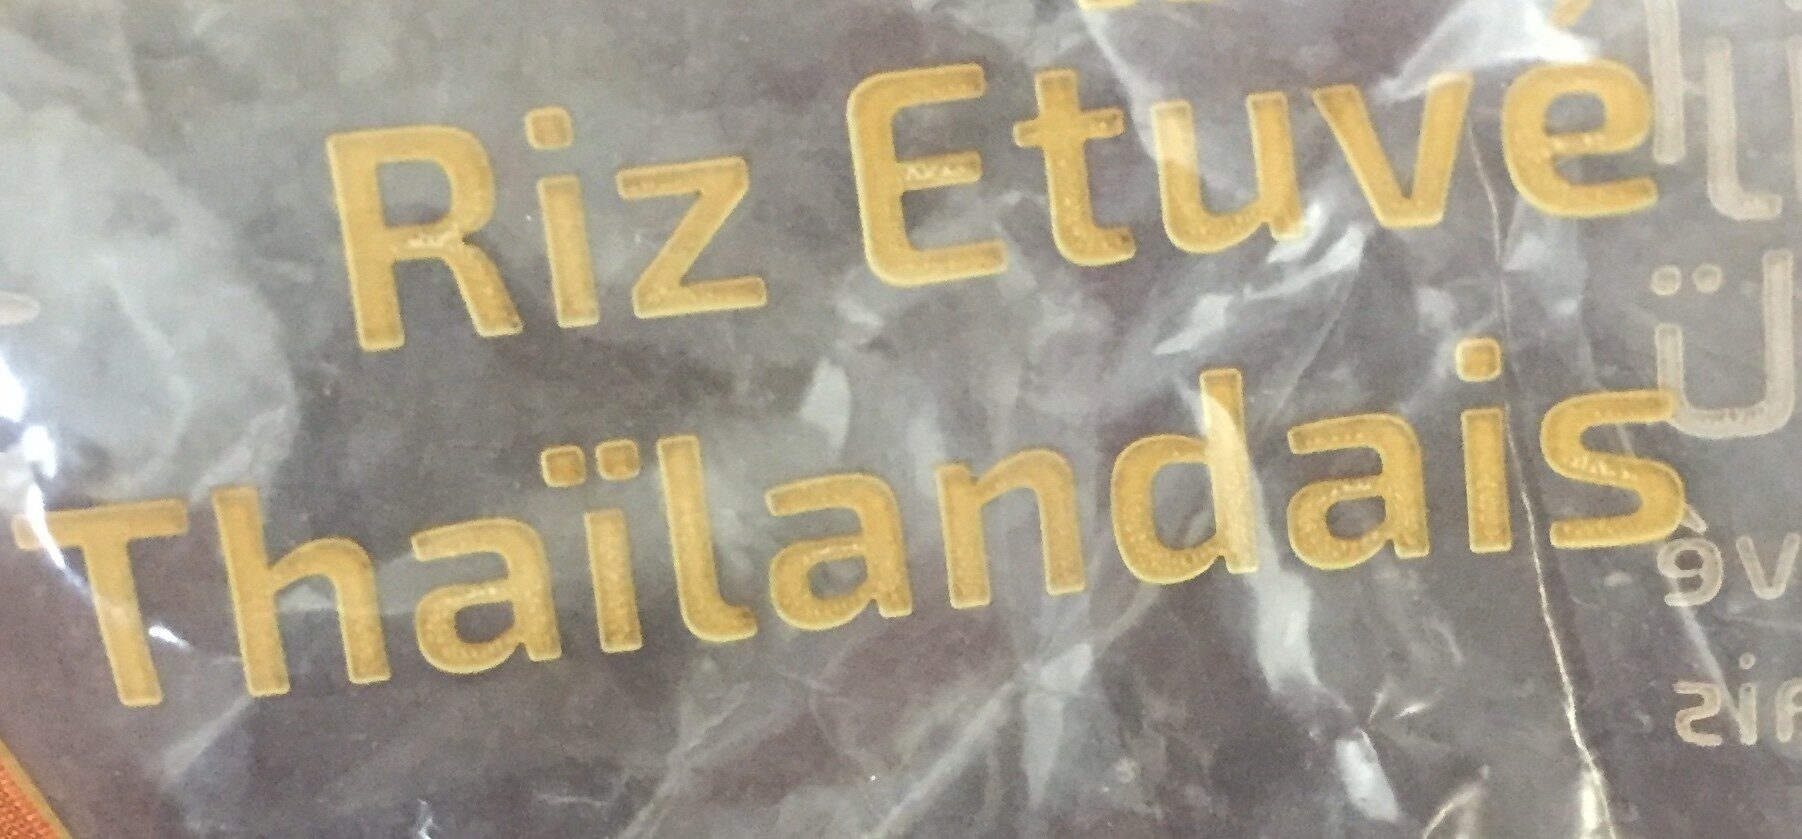 Riz Etuvé
Thaïlandais